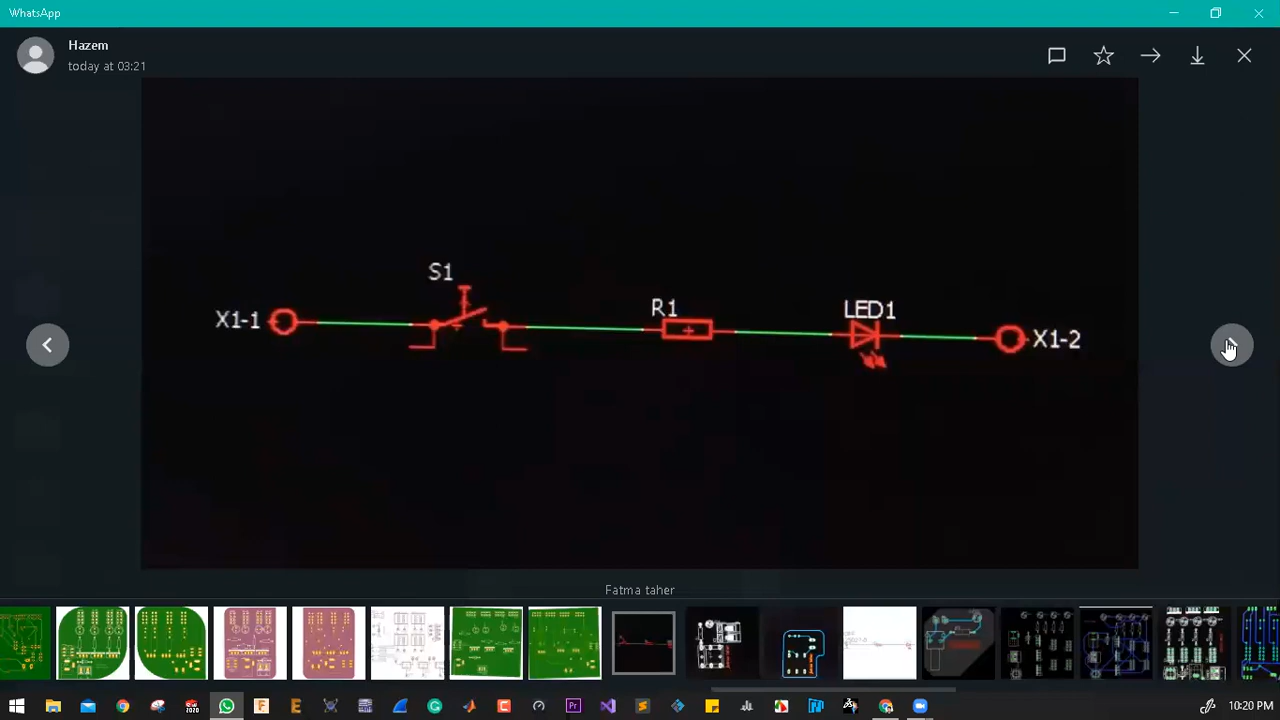 WhatsApp
Hazem
today at 03:21
S1
X1-1
R1
LED1
X1-2
Fatma taher
10:20 PM